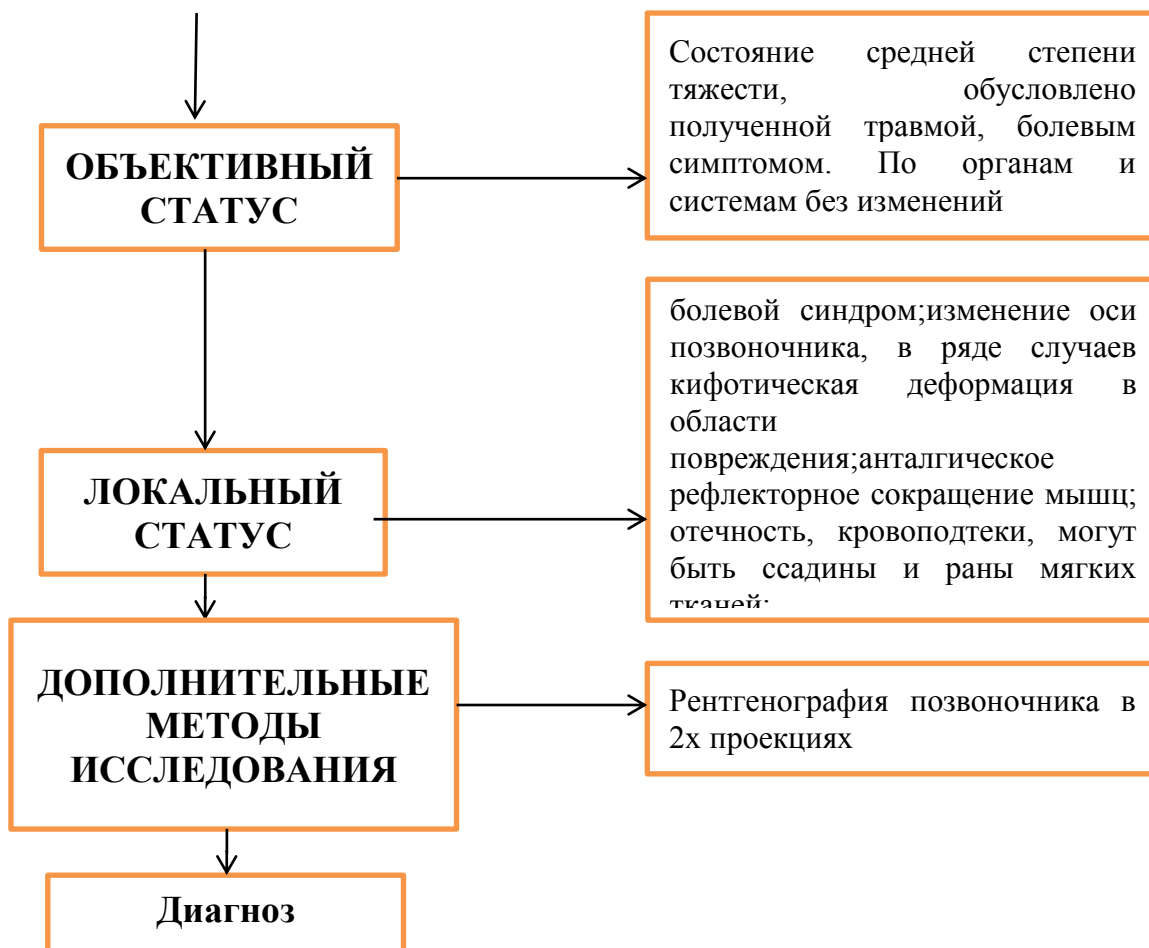 ОБЪЕКТИВНЫЙ
СТАТУС
Состояние средней степени
тяжести, обусловлено
полученной травмой, болевым
симптомом. По органам и
системам без изменений
ЛОКАЛЬНЫЙ
СТАТУС
болевой синдром;изменение оси
позвоночника, в ряде случаев
кифотическая деформация в
области
повреждения;анталгическое
рефлекторное сокращение мышц;
отечность, кровоподтеки, могут
быть ссадины и раны мягких
тканей;
ДОПОЛНИТЕЛЬНЫЕ
МЕТОДЫ
ИССЛЕДОВАНИЯ
Рентгенография позвоночника в
2х проекциях
Диагноз